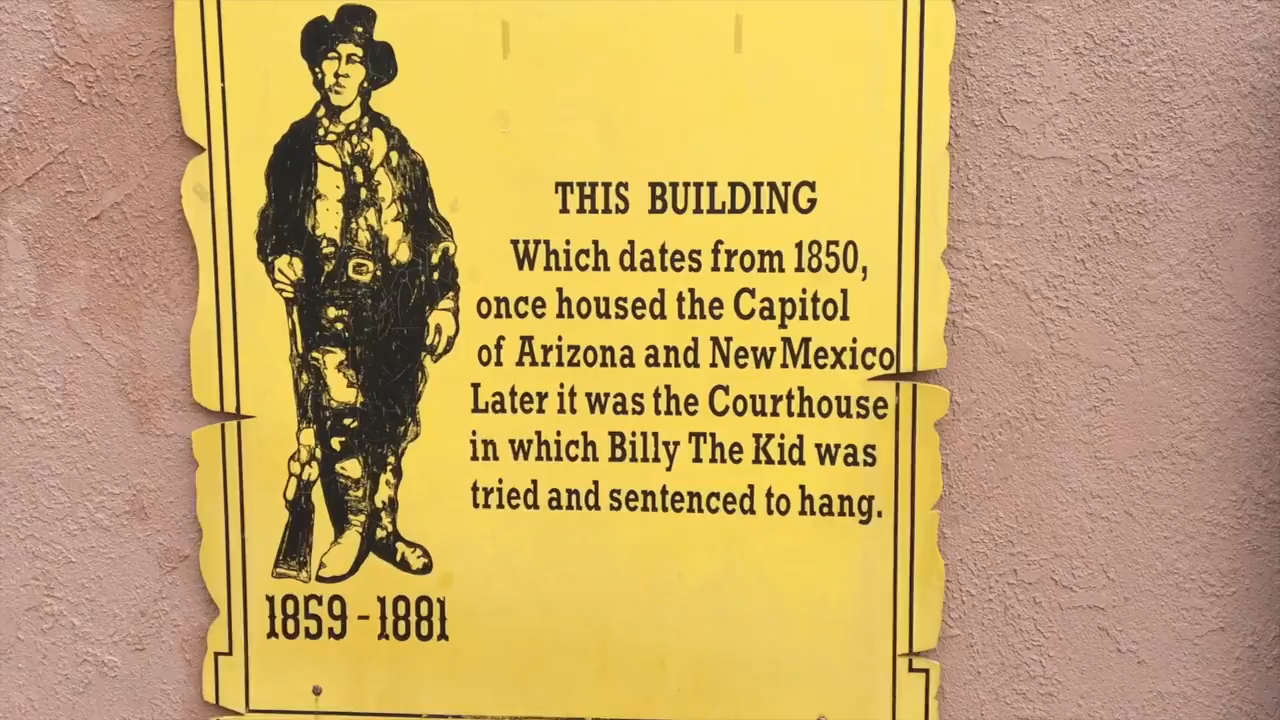 THIS BUILDING
Which dates from 1850,
once housed the Capitol
of Arizona and New Mexico
Later it was the Courthouse
in which Billy The Kid was
tried and sentenced to hang.
1859 - 1881